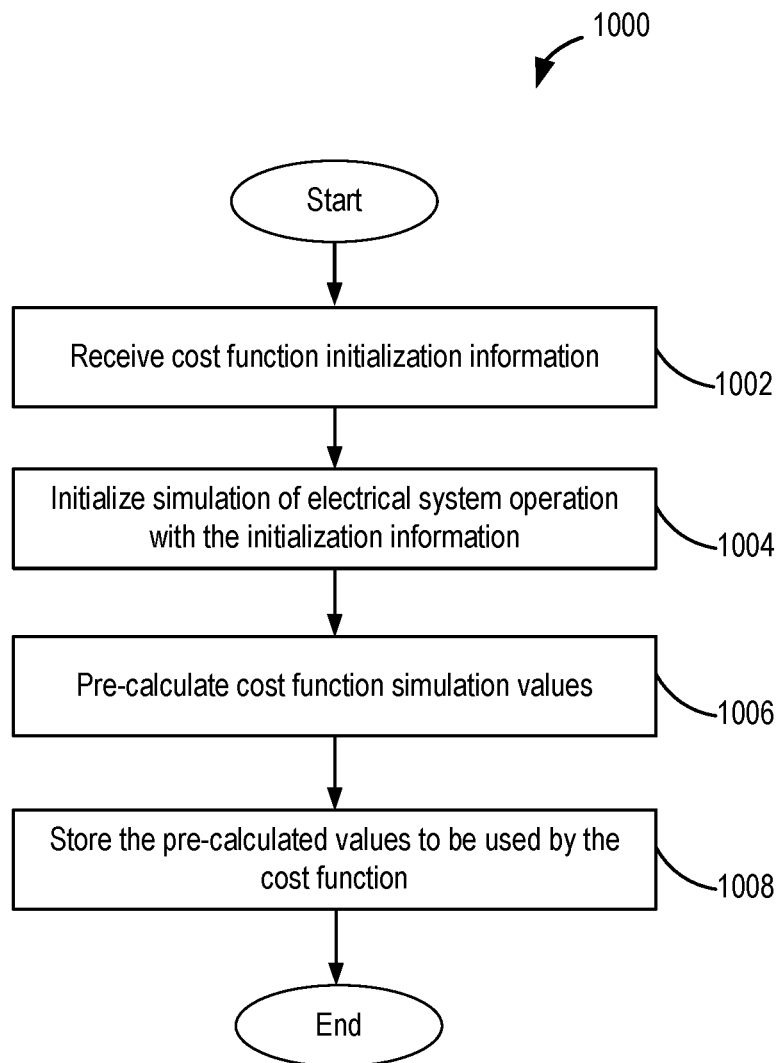 1000
Start
Receive cost function initialization information
1002
Initialize simulation of electrical system operation
with the initialization information
1004
Pre-calculate cost function simulation values
1006
Store the pre-calculated values to be used by the
cost function
1008
End